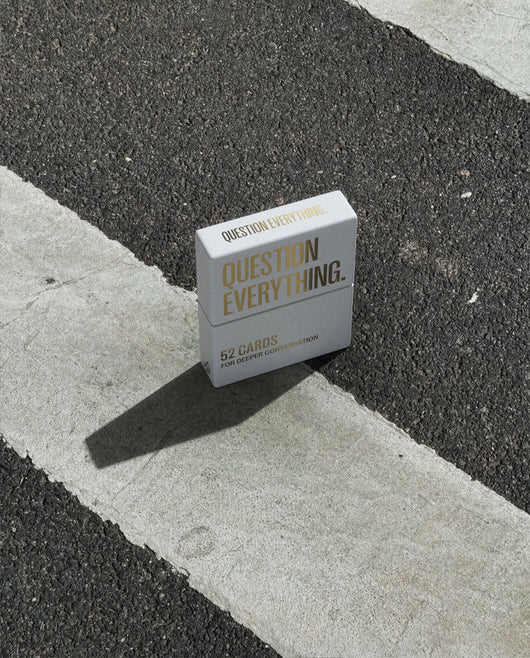 QUESTION EVERYTHING.
QUESTION
EVERYTHING.
52 CARDS
FOR DEEPER CONVERSATION